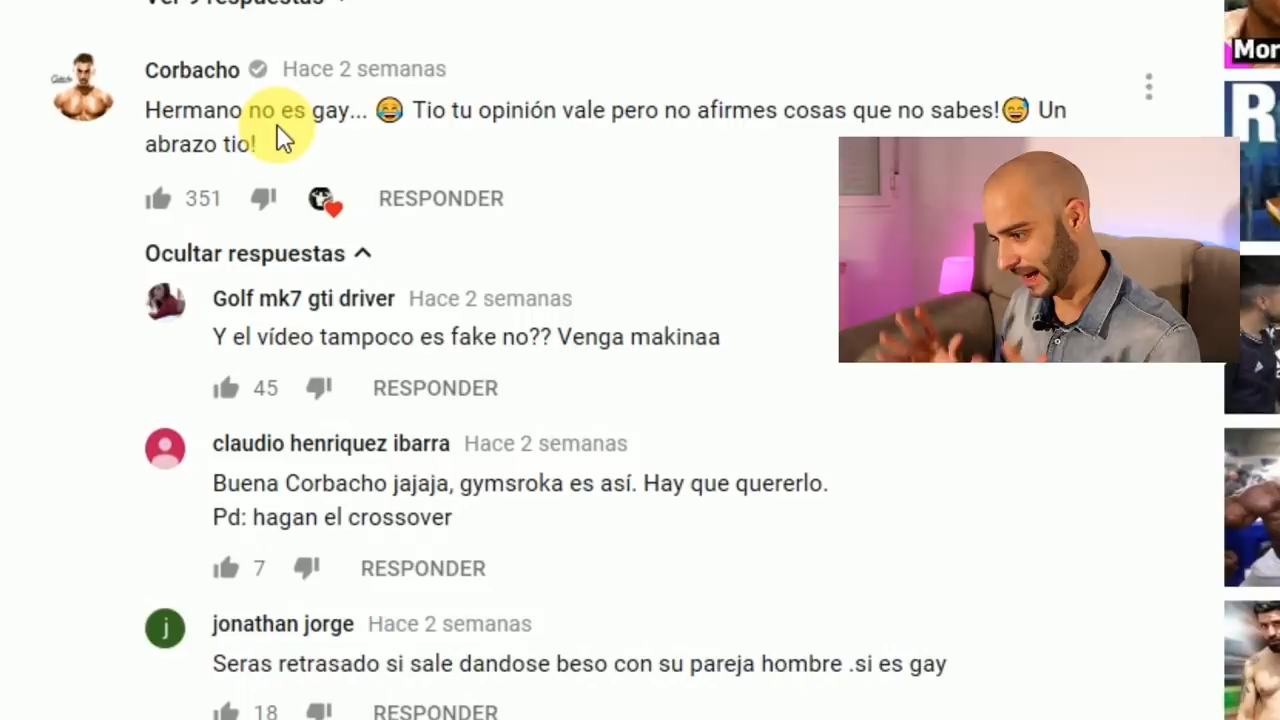 Ver 9 respuestas
Corbacho Hace 2 semanas
Hermano no es gay... 😂 Tio tu opinión vale pero no afirmes cosas que no sabes!😅 Un
abrazo tio!
351 RESPONDER
Ocultar respuestas
Golf mk7 gti driver Hace 2 semanas
Y el vídeo tampoco es fake no?? Venga makinaa
45 RESPONDER
claudio henriquez ibarra Hace 2 semanas
Buena Corbacho jajaja, gymsroka es así. Hay que quererlo.
Pd: hagan el crossover
7 RESPONDER
j
jonathan jorge Hace 2 semanas
Seras retrasado si sale dandose beso con su pareja hombre .si es gay
18 RESPONDER
Mor
R